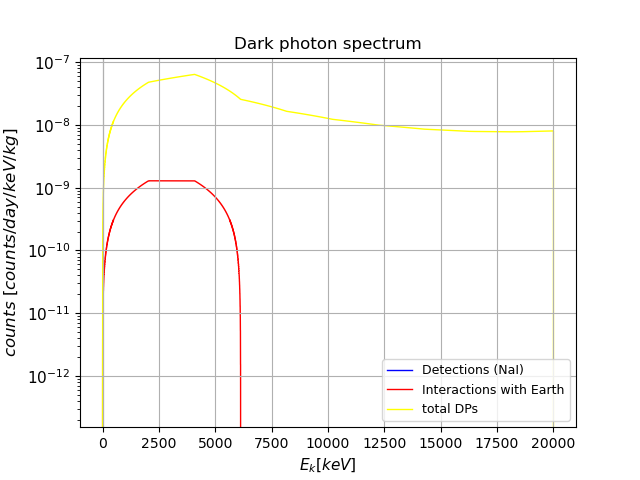 Dark photon spectrum
counts [counts/day/keV/kg]
10⁻⁷
10⁻⁸
10⁻⁹
10⁻¹⁰
10⁻¹¹
10⁻¹²
Detections (NaI)
Interactions with Earth
total DPs
0 2500 5000 7500 10000 12500 15000 17500 20000
Eₖ[keV]